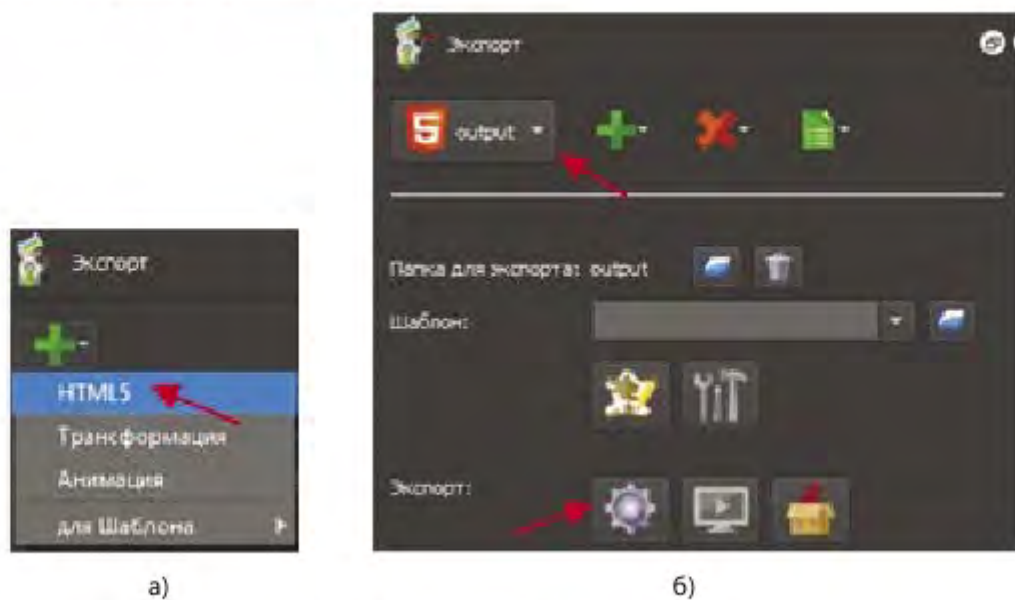 Экспорт
HTML5
Трансформация
Анимация
для Шаблона
а)
Экспорт
output
Папка для экспорта: output
Шаблон:
Экспорт:
б)